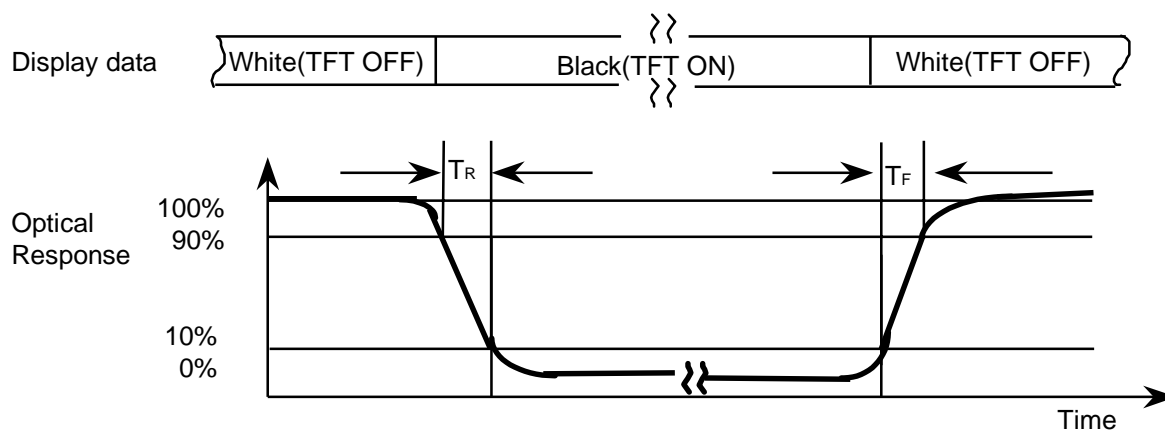 Display data
White(TFT OFF)
Black(TFT ON)
White(TFT OFF)
TR
TF
Optical
Response
100%
90%
10%
0%
Time